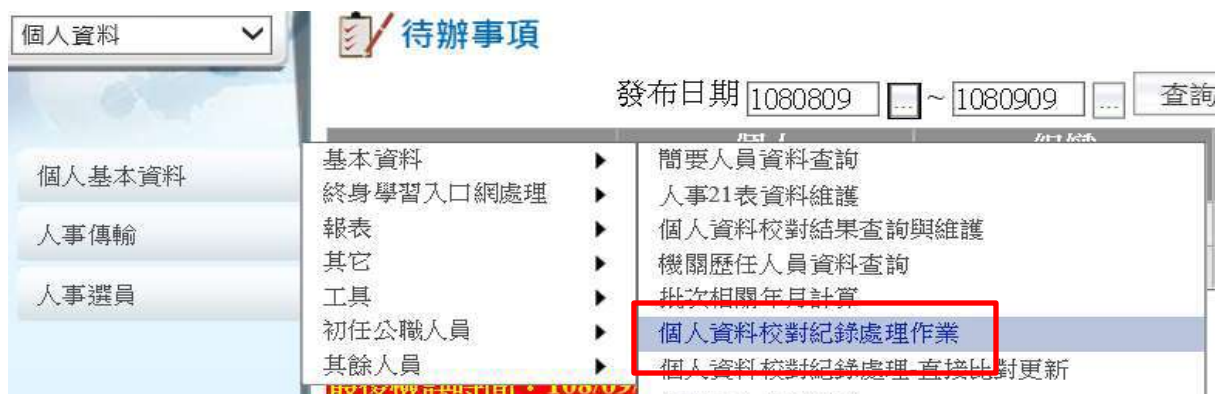 個人資料
待辦事項
發布日期 1080809 ... ~ 1080909 ... 查詢
個人基本資料
人事傳輸
人事選員
基本資料
終身學習入口網處理
報表
其它
工具
初任公職人員
其餘人員
簡要人員資料查詢
人事21表資料維護
個人資料校對結果查詢與維護
機關歷任人員資料查詢
批次相關年月計算
個人資料校對紀錄處理作業
個人資料校對紀錄處理-直接比對更新